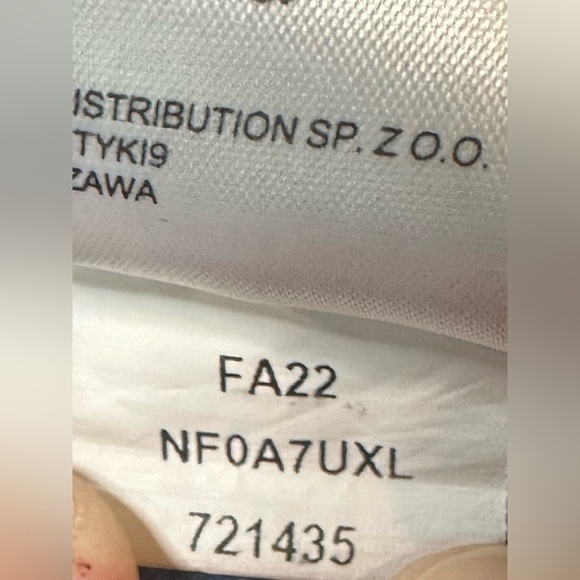 ISTRIBUTION SP. Z O.O.
TYKI9
ZAWA
FA22
NF0A7UXL
721435